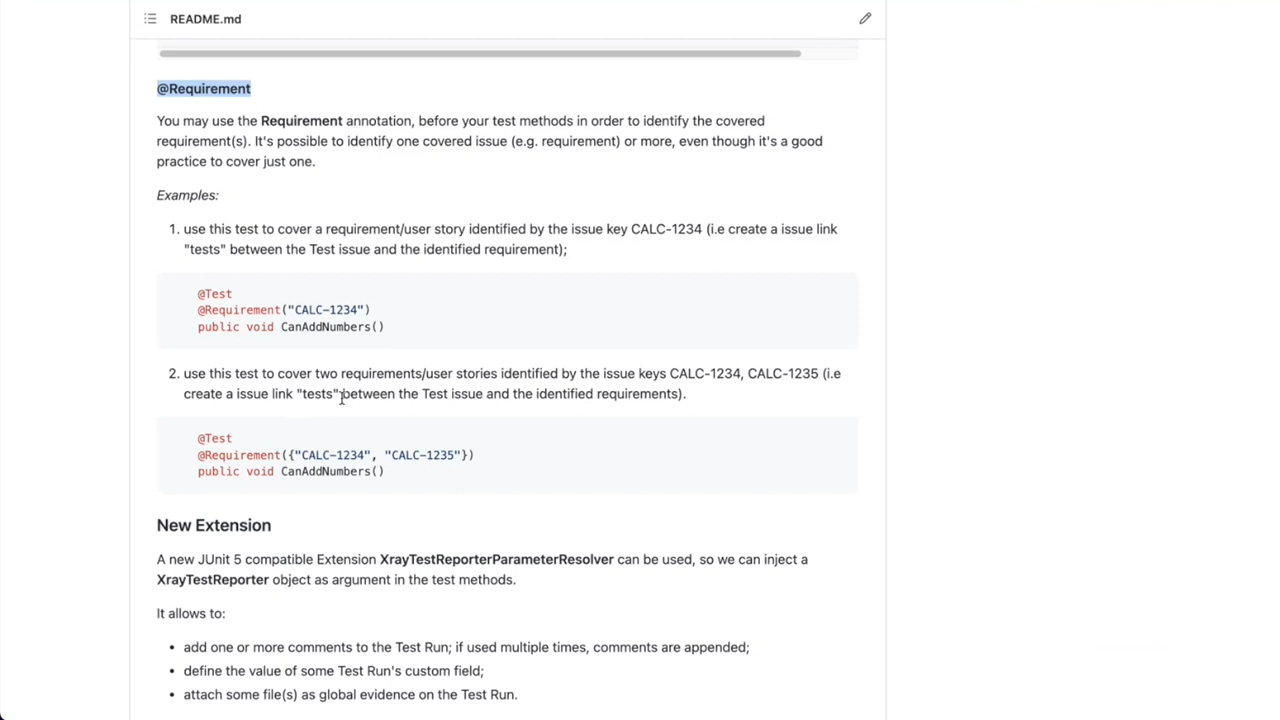 README.md
@Requirement
You may use the Requirement annotation, before your test methods in order to identify the covered
requirement(s). It's possible to identify one covered issue (e.g. requirement) or more, even though it's a good
practice to cover just one.
Examples:
1. use this test to cover a requirement/user story identified by the issue key CALC-1234 (i.e create a issue link
"tests" between the Test issue and the identified requirement);
@Test
@Requirement("CALC-1234")
public void CanAddNumbers()
2. use this test to cover two requirements/user stories identified by the issue keys CALC-1234, CALC-1235 (i.e
create a issue link "tests" between the Test issue and the identified requirements).
@Test
@Requirement({"CALC-1234", "CALC-1235"})
public void CanAddNumbers()
New Extension
A new JUnit 5 compatible Extension XrayTestReporterParameterResolver can be used, so we can inject a
XrayTestReporter object as argument in the test methods.
It allows to:
• add one or more comments to the Test Run; if used multiple times, comments are appended;
• define the value of some Test Run's custom field;
• attach some file(s) as global evidence on the Test Run.